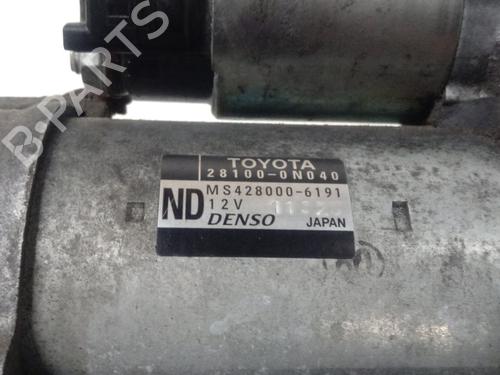 B-PARTS
TOYOTA
28100-0N040
ND MS428000-6191
12V
DENSO JAPAN